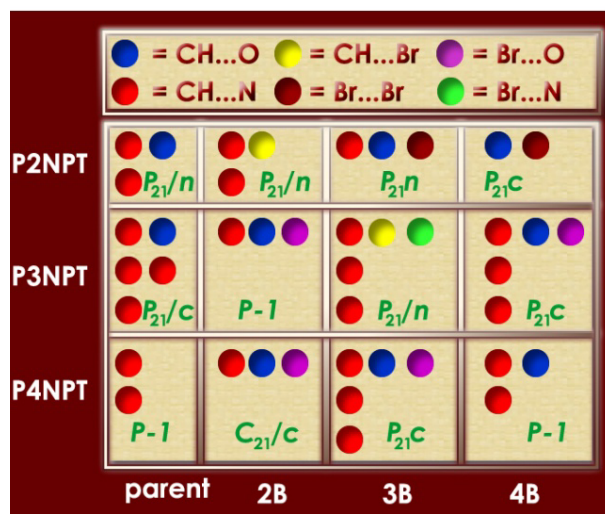 = CH...O = CH...Br = Br...O
= CH...N = Br...Br = Br...N
P2NPT P21/n P21/n P21n P21c
P3NPT P21/c P-1 P21/n P21c
P4NPT P-1 C21/c P21c P-1
parent 2B 3B 4B